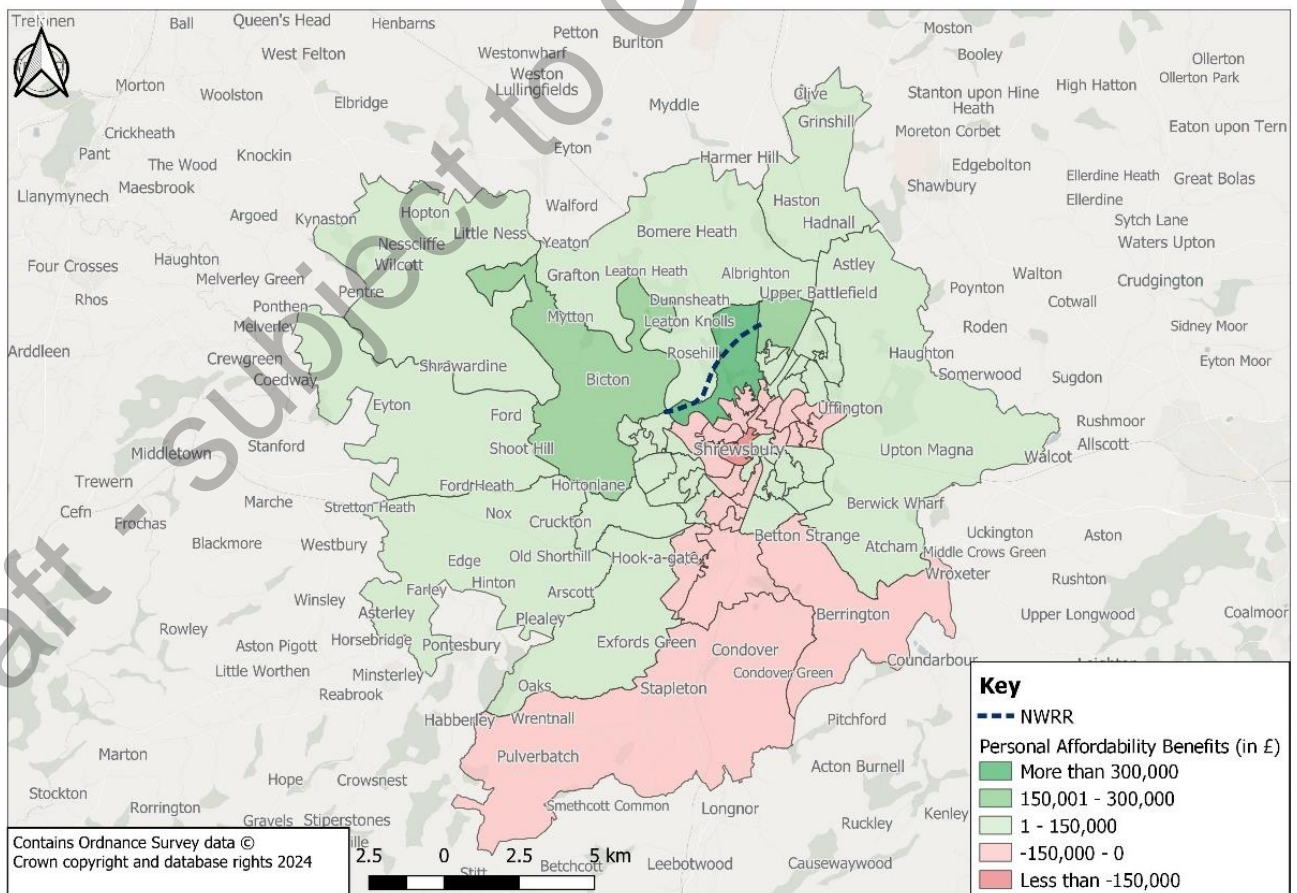 Trefonnen
Ball
Queen's Head
Henbarns
Petton
Burlton
Moston
Booley
West Felton
Westonwharf
Weston
Lullingfields
Ollerton
Ollerton Park
Morton
Woolston
Elbridge
Myddle
Clive
Stanton upon Hine
Heath
High Hatton
Grinshill
Crickheath
Pant
The Wood
Knockin
Eyton
Moreton Corbet
Eaton upon Tern
Harmer Hill
Edgebolton
Llanymynech
Maesbrook
Shawbury
Ellerdine Heath
Great Bolas
Ellerdine
Argoed
Kynaston
Hopton
Walford
Haston
Hadnall
Sytch Lane
Waters Upton
Nesscliffe
Little Ness
Yeaton
Bomere Heath
Wilcott
Four Crosses
Haughton
Melverley Green
Grafton
Leaton Heath
Albrighton
Astley
Walton
Crudgington
Rhos
Pentre
Dunnsheath
Upper Battlefield
Poynton
Cotwall
Ponthen
Melverley
Mytton
Leaton Knolls
Roden
Sidney Moor
Arddleen
Crewgreen
Coedway
Shrawardine
Bicton
Rosehill
Haughton
Somerwood
Sugdon
Eyton Moor
Eyton
Ford
Uffington
Rushmoor
Allscott
Middletown
Stanford
Shoot Hill
Shrewsbury
Upton Magna
Walcot
Trewern
Cefn
Frochas
Marche
Stretton Heath
Ford Heath
Hortonlane
Berwick Wharf
Nox
Cruckton
Blackmore
Westbury
Betton Strange
Uckington
Aston
Edge
Old Shorthill
Hook-a-gate
Atcham
Middle Crows Green
Wroxeter
Rushton
Winsley
Farley
Hinton
Arscott
Asterley
Berrington
Upper Longwood
Coalmoor
Rowley
Aston Pigott
Horsebridge
Pontesbury
Plealey
Exfords Green
Condover
Little Worthen
Minsterley
Reabrook
Condover Green
Coundarbour
Oaks
Stapleton
Habberley
Wrentnall
Pitchford
Marton
Pulverbatch
Acton Burnell
Hope
Crowsnest
Stockton
Rorrington
Gravels
Stiperstones
Smethcott Common
Longnor
Ruckley
Kenley
Betchcott
Leebotwood
Causewaywood
Key
NWRR
Personal Affordability Benefits (in £)
More than 300,000
150,001 - 300,000
1 - 150,000
-150,000 - 0
Less than -150,000
Contains Ordnance Survey data ©
Crown copyright and database rights 2024
2.5 0 2.5 5 km
- subject to